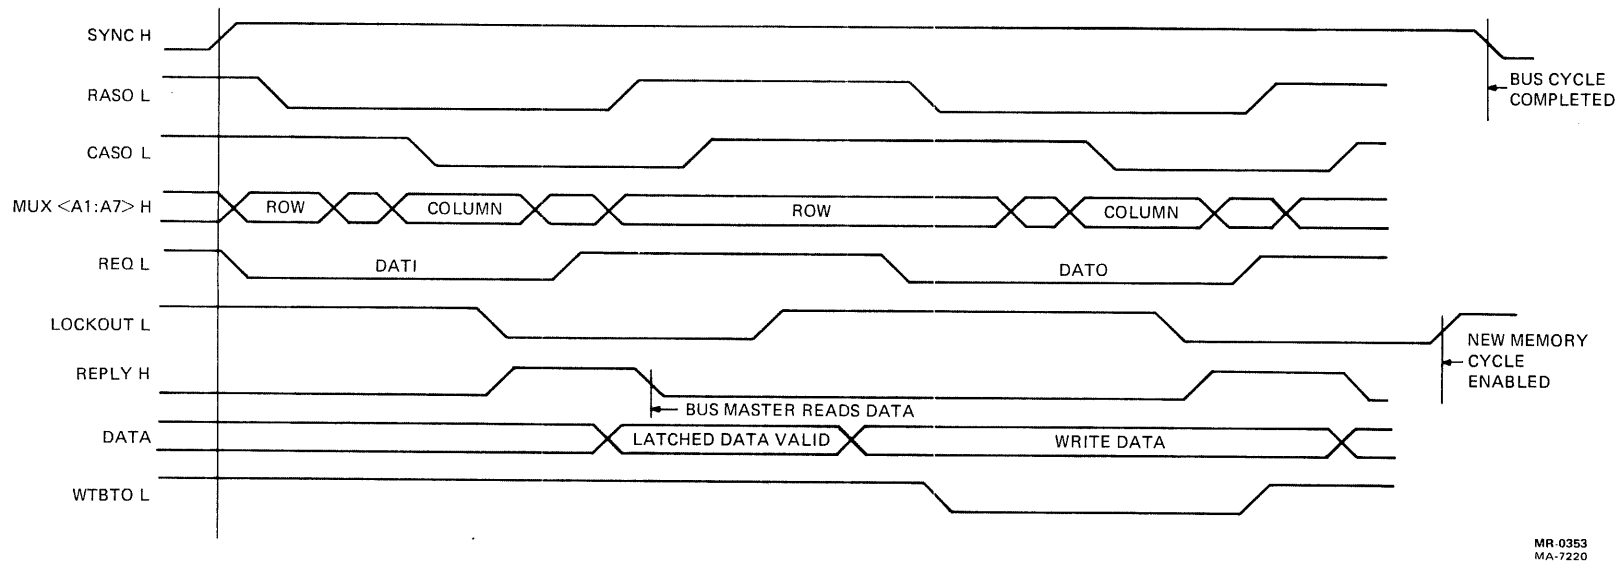 SYNC H
BUS CYCLE
COMPLETED
RASO L
CASO L
MUX <A1:A7> H
ROW
COLUMN
ROW
COLUMN
REQ L
DATI
DATO
LOCKOUT L
NEW MEMORY
CYCLE
ENABLED
REPLY H
BUS MASTER READS DATA
DATA
LATCHED DATA VALID
WRITE DATA
WTBTO L
MR-0353
MA-7220